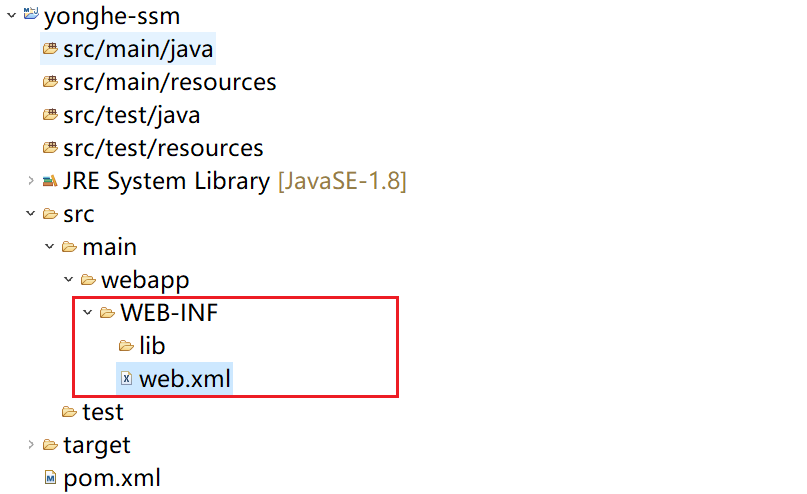 yonghe-ssm
src/main/java
src/main/resources
src/test/java
src/test/resources
JRE System Library [JavaSE-1.8]
src
main
webapp
WEB-INF
lib
web.xml
test
target
pom.xml